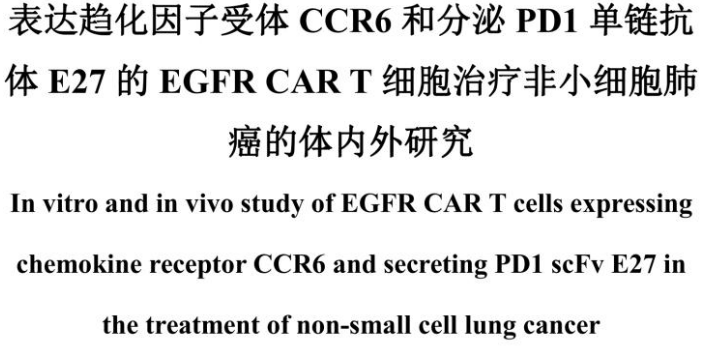 表达趋化因子受体 CCR6 和分泌 PD1 单链抗
体 E27 的 EGFR CAR T 细胞治疗非小细胞肺
癌的体内外研究
In vitro and in vivo study of EGFR CAR T cells expressing
chemokine receptor CCR6 and secreting PD1 scFv E27 in
the treatment of non-small cell lung cancer